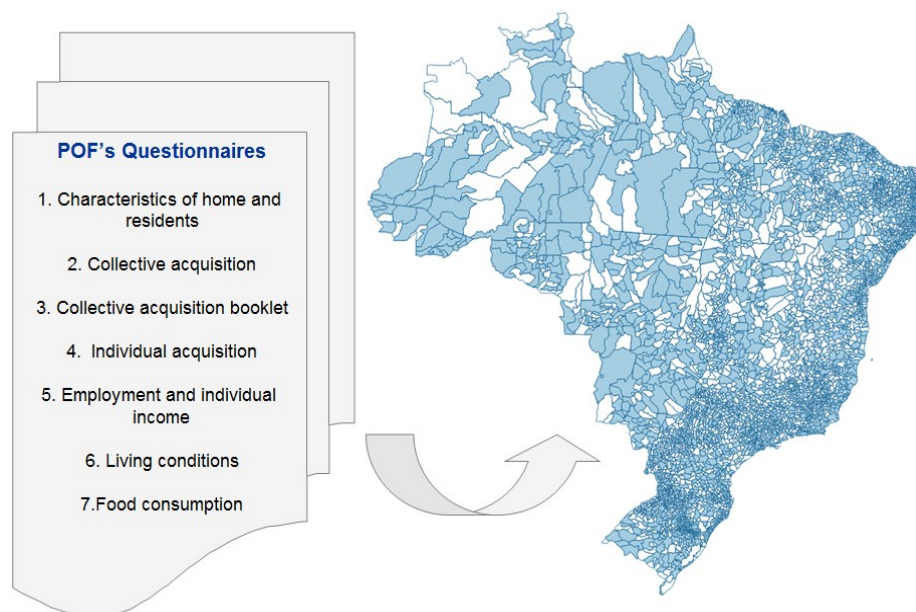 POF's Questionnaires
1. Characteristics of home and
residents
2. Collective acquisition
3. Collective acquisition booklet
4. Individual acquisition
5. Employment and individual
income
6. Living conditions
7.Food consumption